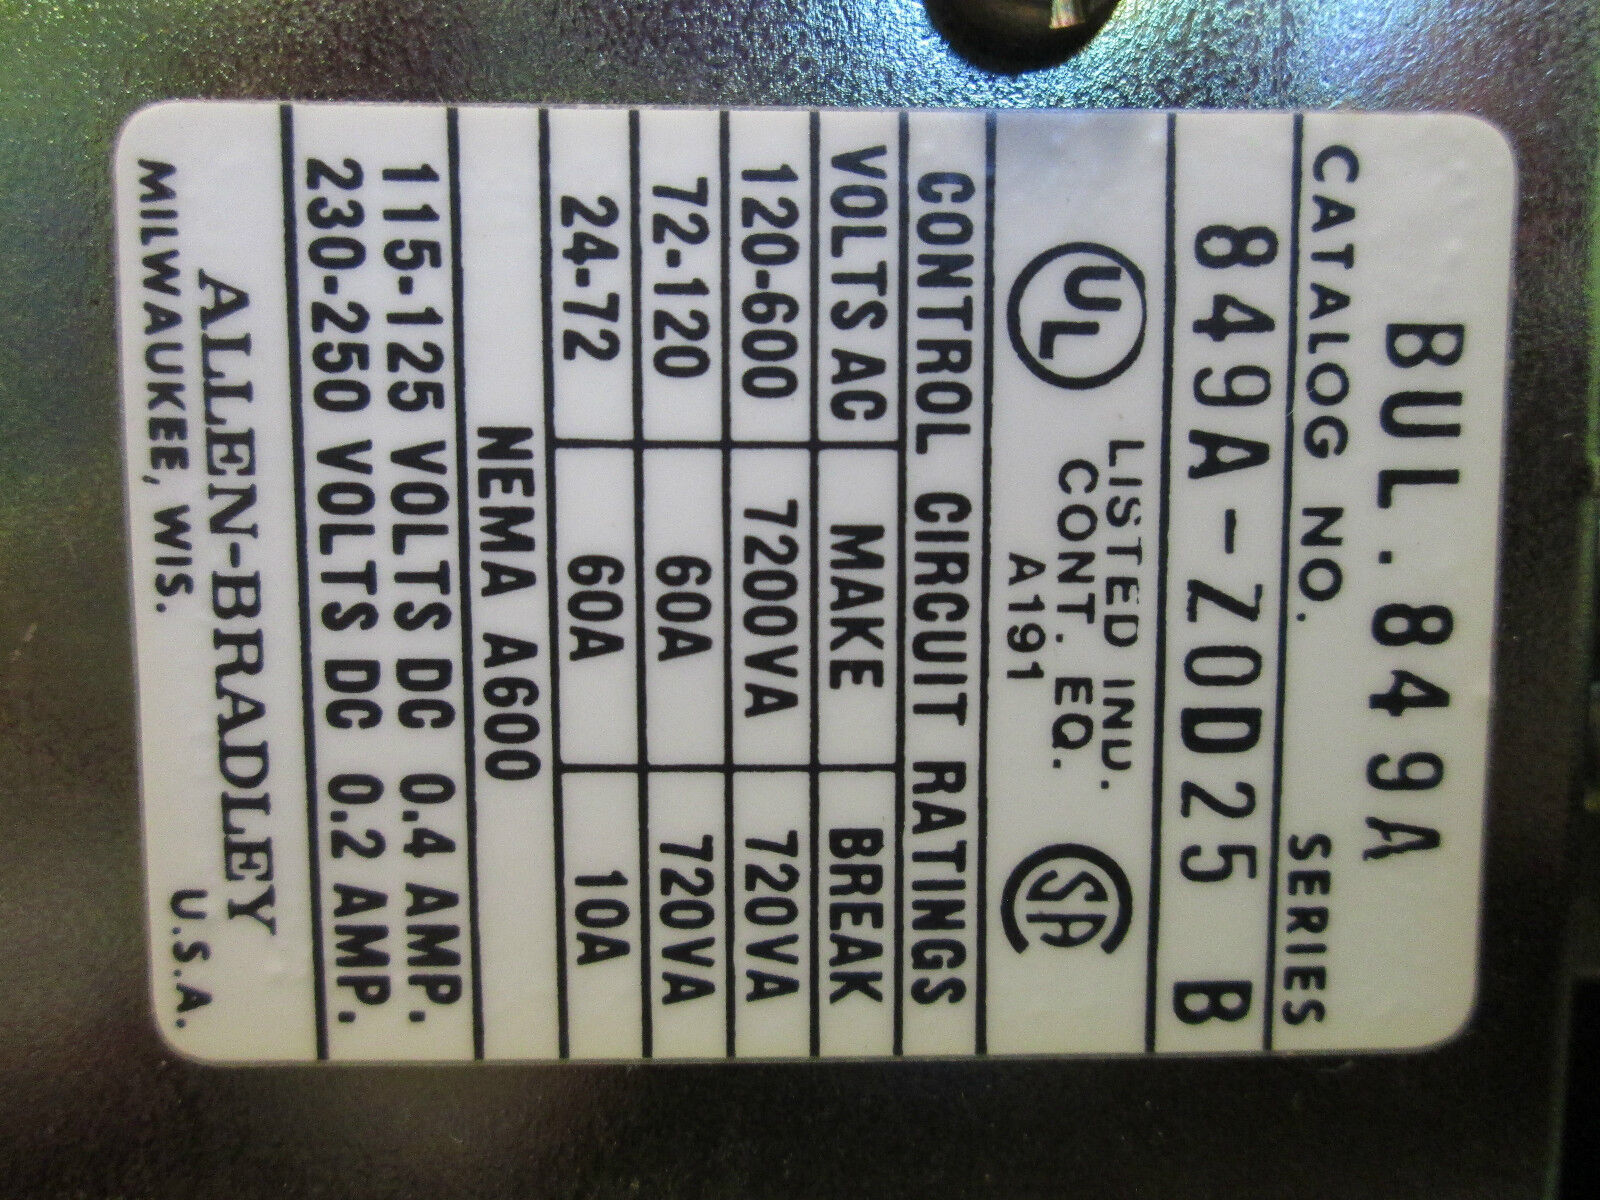 BUL. 849A
CATALOG NO. SERIES
849A-ZOD25 B
UL LISTED IND. CONT. EQ. A191 SA
CONTROL CIRCUIT RATINGS
VOLTS AC MAKE BREAK
120-600 7200VA 720VA
72-120 60A 720VA
24-72 60A 10A
NEMA A600
115-125 VOLTS DC 0.4 AMP.
230-250 VOLTS DC 0.2 AMP.
ALLEN-BRADLEY
MILWAUKEE, WIS. U.S.A.